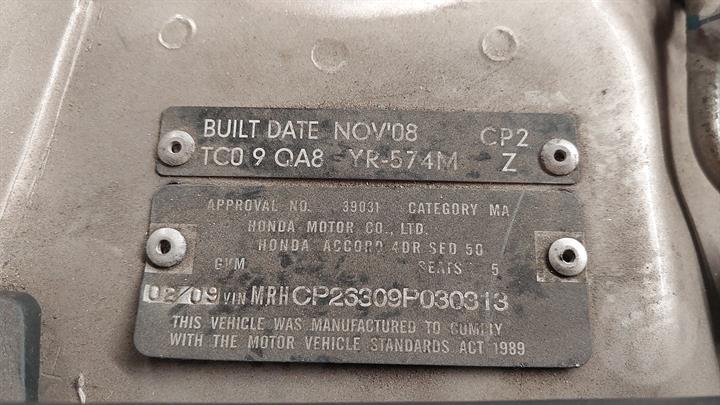 BUILT DATE NOV'08 CP2
TC0 9 QA8 YR-574M Z
APPROVAL NO. 39031 CATEGORY MA
HONDA MOTOR CO., LTD.
HONDA ACCORD 4DR SED 50
GVM SEATS 5
02/09 VIN MRHCP26309P030313
THIS VEHICLE WAS MANUFACTURED TO COMPLY
WITH THE MOTOR VEHICLE STANDARDS ACT 1989